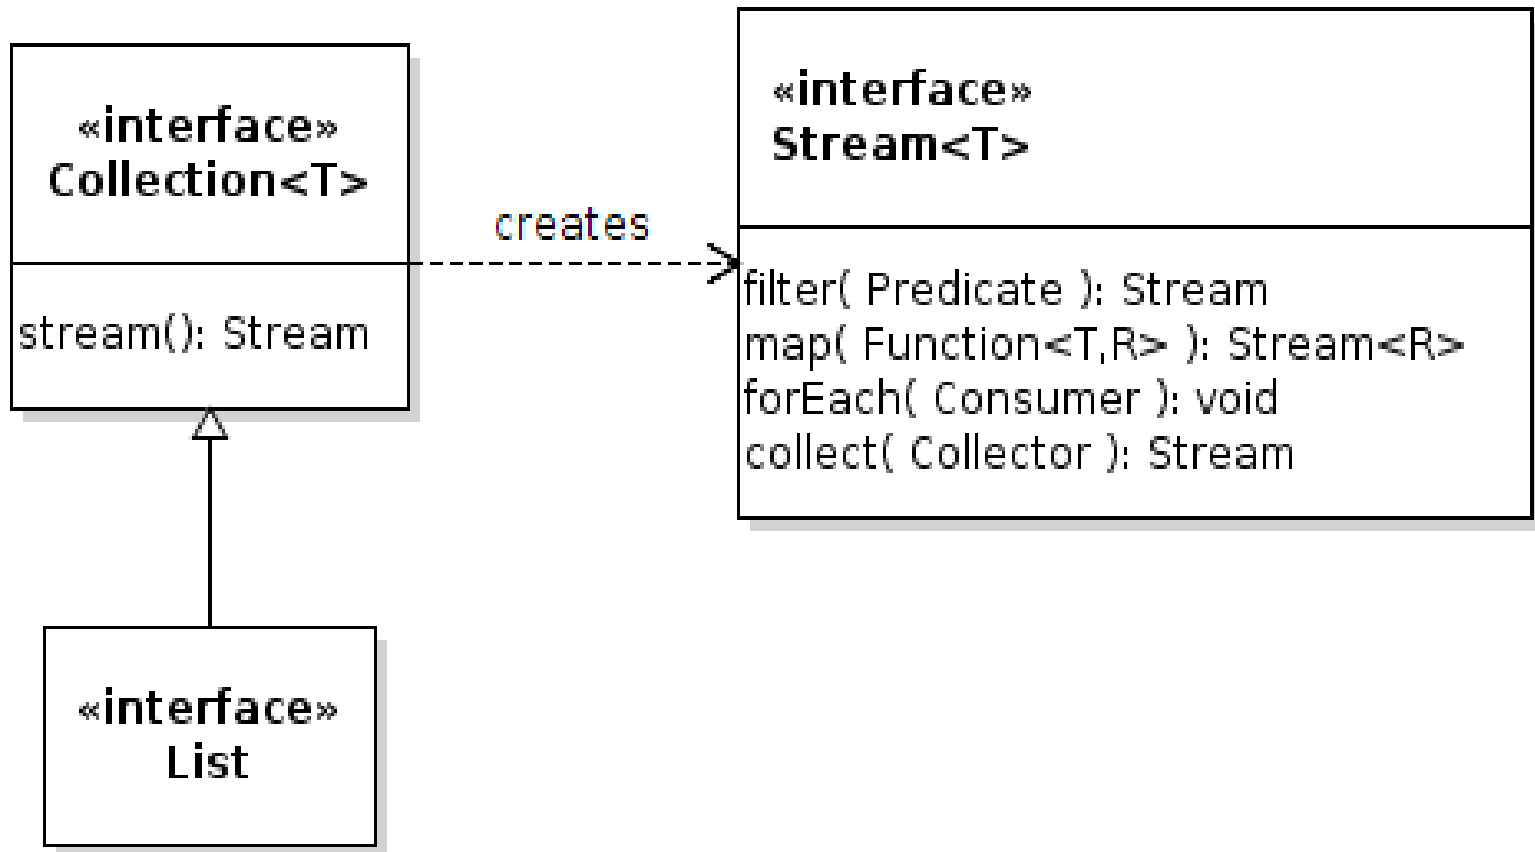 «interface»
Collection<T>
stream(): Stream
creates
«interface»
Stream<T>
filter( Predicate ): Stream
map( Function<T,R> ): Stream<R>
forEach( Consumer ): void
collect( Collector ): Stream
«interface»
List